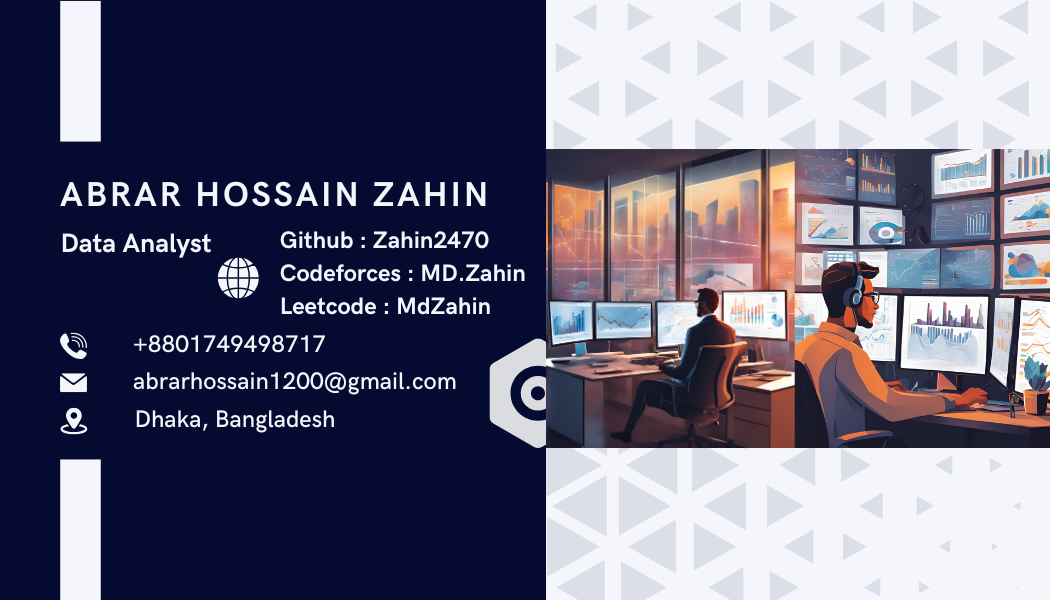 ABRAR HOSSAIN ZAHIN
Data Analyst
Github : Zahin2470
Codeforces : MD.Zahin
Leetcode : MdZahin
+8801749498717
abrarhossain1200@gmail.com
Dhaka, Bangladesh